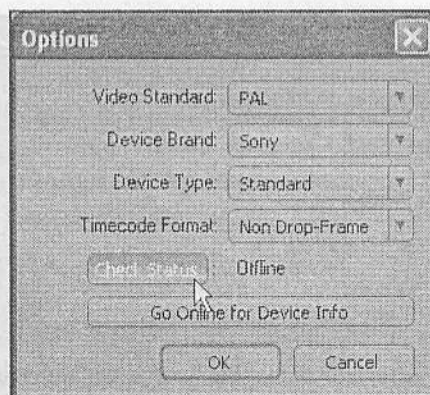 Options
Video Standard: PAL
Device Brand: Sony
Device Type: Standard
Timecode Format: Non Drop-Frame
Check Status : Offline
Go Online for Device Info
OK Cancel